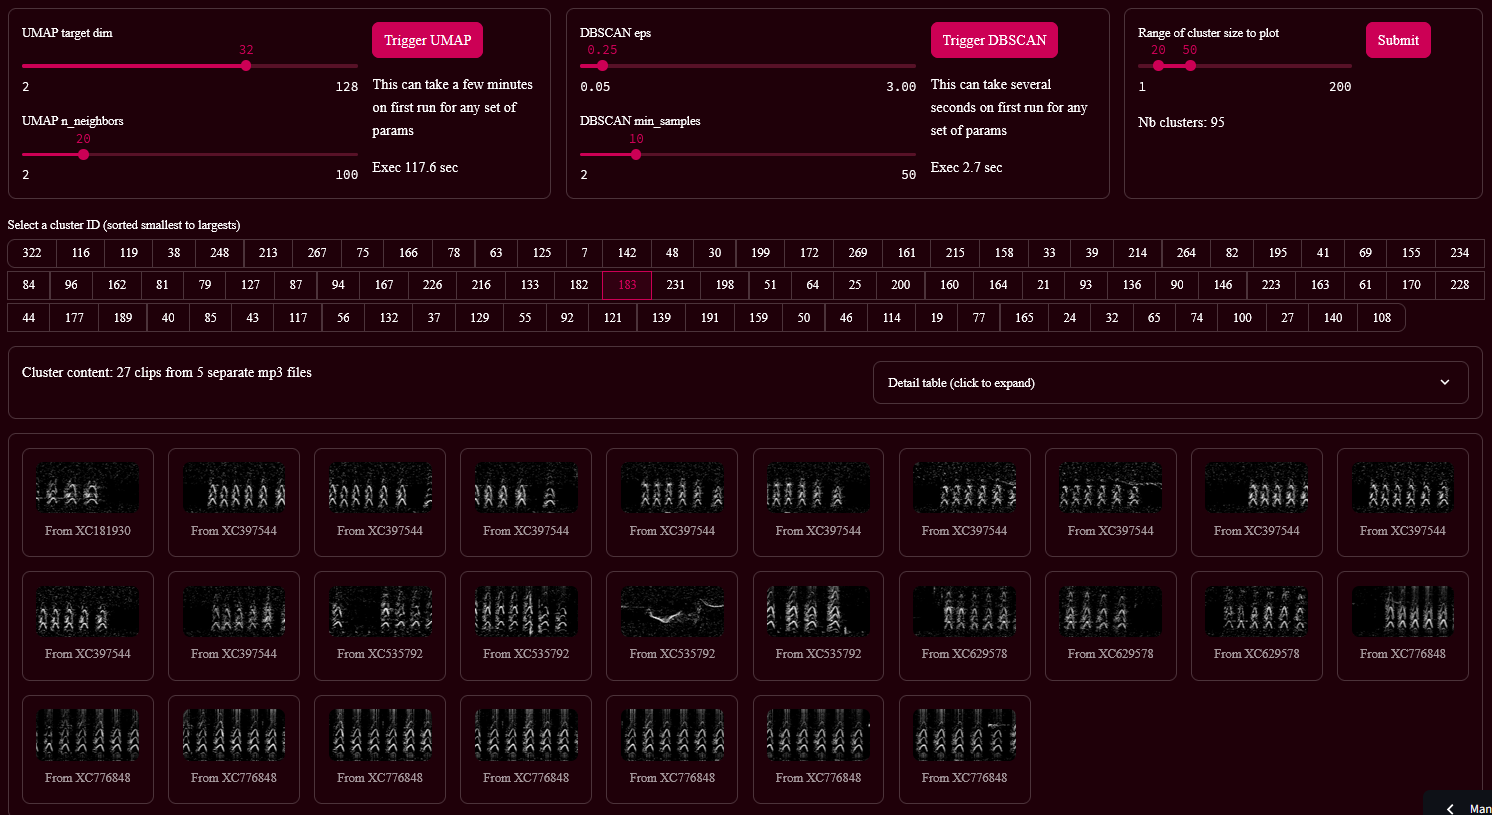 UMAP target dim
32
2 128
UMAP n_neighbors
20
2 100
Trigger UMAP
This can take a few minutes
on first run for any set of
params
Exec 117.6 sec
DBSCAN eps
0.25
0.05 3.00
DBSCAN min_samples
10
2 50
Trigger DBSCAN
This can take several
seconds on first run for any
set of params
Exec 2.7 sec
Range of cluster size to plot
20 50
1 200
Nb clusters: 95
Submit
Select a cluster ID (sorted smallest to largests)
322 116 119 38 248 213 267 75 166 78 63 125 7 142 48 30 199 172 269 161 215 158 33 39 214 264 82 195 41 69 155 234
84 96 162 81 79 127 87 94 167 226 216 133 182 183 231 198 51 64 25 200 160 164 21 93 136 90 146 223 163 61 170 228
44 177 189 40 85 43 117 56 132 37 129 55 92 121 139 191 159 50 46 114 19 77 165 24 32 65 74 100 27 140 108
Cluster content: 27 clips from 5 separate mp3 files
Detail table (click to expand)
From XC181930 From XC397544 From XC397544 From XC397544 From XC397544 From XC397544 From XC397544 From XC397544 From XC397544 From XC397544
From XC397544 From XC397544 From XC535792 From XC535792 From XC535792 From XC535792 From XC629578 From XC629578 From XC629578 From XC776848
From XC776848 From XC776848 From XC776848 From XC776848 From XC776848 From XC776848 From XC776848
Man